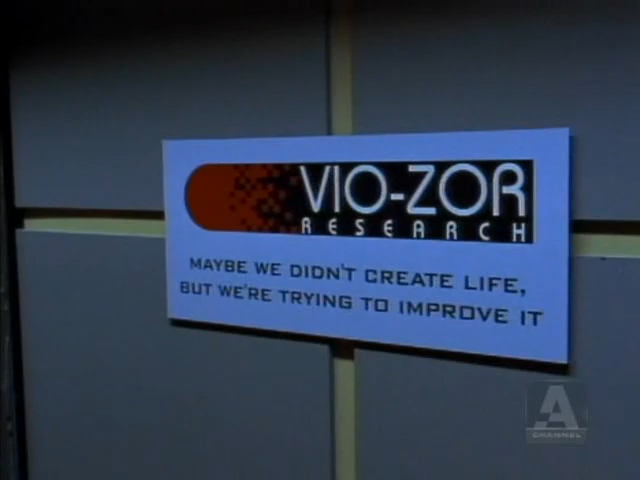 VIO-ZOR
RESEARCH
MAYBE WE DIDN'T CREATE LIFE,
BUT WE'RE TRYING TO IMPROVE IT
A
CHANNEL